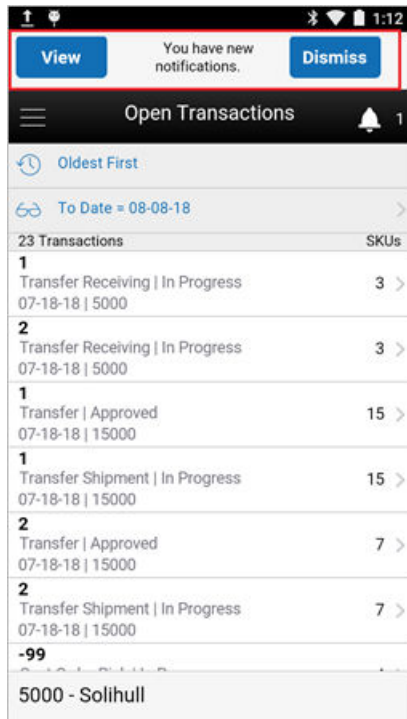 1:12
View
You have new
notifications.
Dismiss
Open Transactions
1
Oldest First
To Date = 08-08-18
23 Transactions SKUs
1
Transfer Receiving | In Progress
3
07-18-18 | 5000
2
Transfer Receiving | In Progress
3
07-18-18 | 5000
1
Transfer | Approved
15
07-18-18 | 15000
1
Transfer Shipment | In Progress
15
07-18-18 | 15000
2
Transfer | Approved
7
07-18-18 | 15000
2
Transfer Shipment | In Progress
7
07-18-18 | 15000
-99
5000 - Solihull